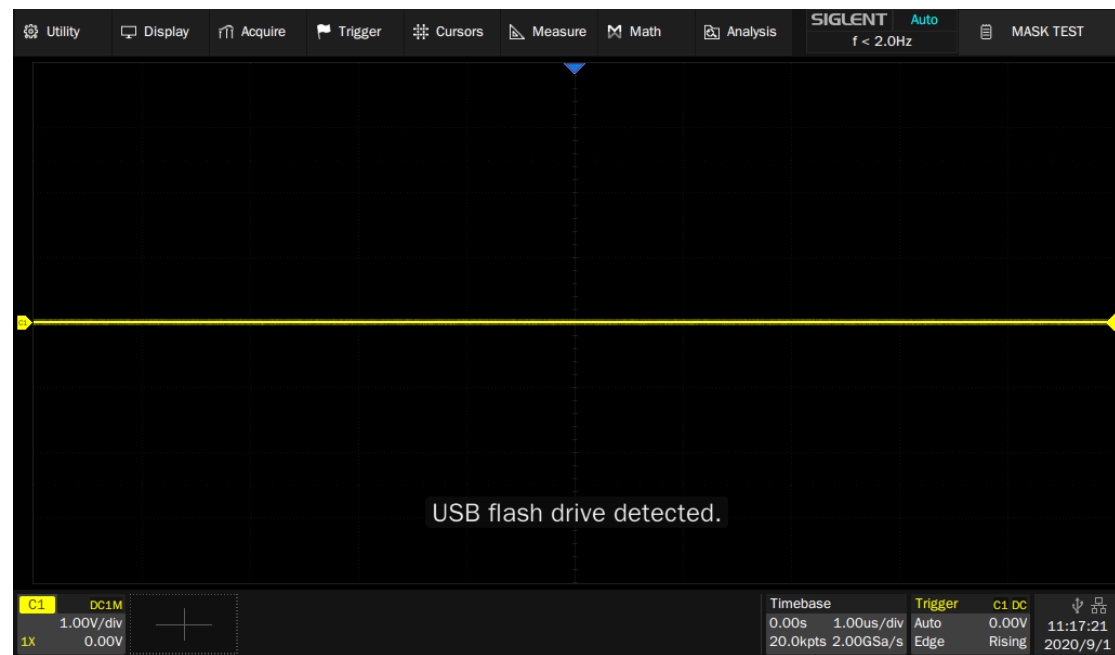 Utility Display Acquire Trigger Cursors Measure Math Analysis SIGLENT Auto MASK TEST
f < 2.0Hz
C1
USB flash drive detected.
C1 DC1M Timebase Trigger C1 DC
1.00V/div 0.00s 1.00us/div Auto 0.00V 11:17:21
1X 0.00V 20.0kpts 2.00GSa/s Edge Rising 2020/9/1